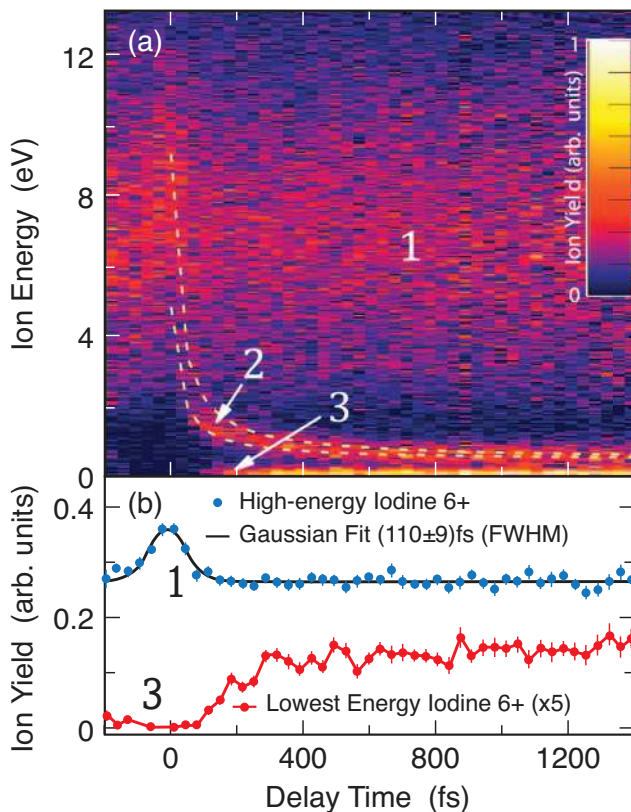 (a)
12
8
4
0
Ion Energy (eV)
1
2
3
1
0
Ion Yield (arb. units)
(b)
High-energy Iodine 6+
Gaussian Fit (110±9)fs (FWHM)
0.4
0.2
0
Ion Yield (arb. units)
1
3
Lowest Energy Iodine 6+ (x5)
0
400
800
1200
Delay Time (fs)